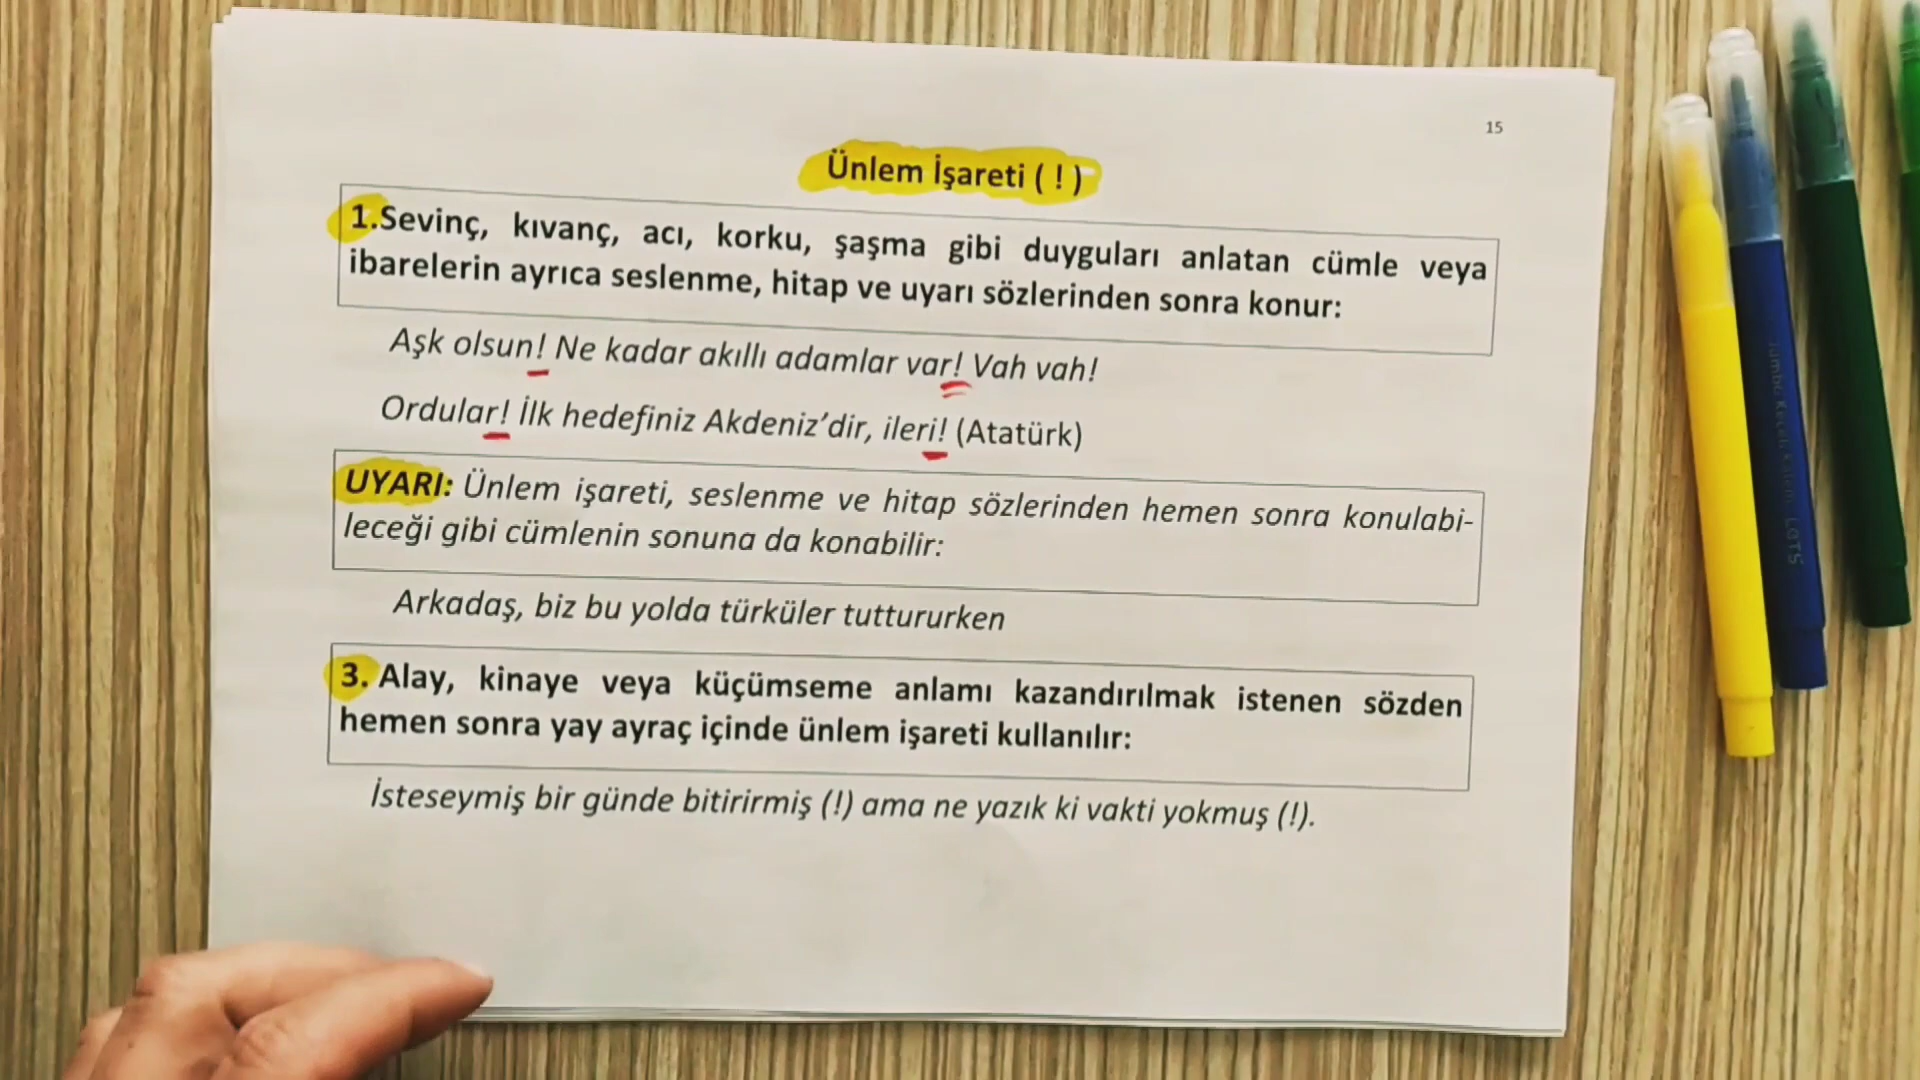 15
Ünlem İşareti ( ! )
1.Sevinç, kıvanç, acı, korku, şaşma gibi duyguları anlatan cümle veya
ibarelerin ayrıca seslenme, hitap ve uyarı sözlerinden sonra konur:
Aşk olsun! Ne kadar akıllı adamlar var! Vah vah!
Ordular! İlk hedefiniz Akdeniz’dir, ileri! (Atatürk)
UYARI: Ünlem işareti, seslenme ve hitap sözlerinden hemen sonra konulabi-
leceği gibi cümlenin sonuna da konabilir:
Arkadaş, biz bu yolda türküler tuttururken
3. Alay, kinaye veya küçümseme anlamı kazandırılmak istenen sözden
hemen sonra yay ayraç içinde ünlem işareti kullanılır:
İsteseymiş bir günde bitirirmiş (!) ama ne yazık ki vakti yokmuş (!).